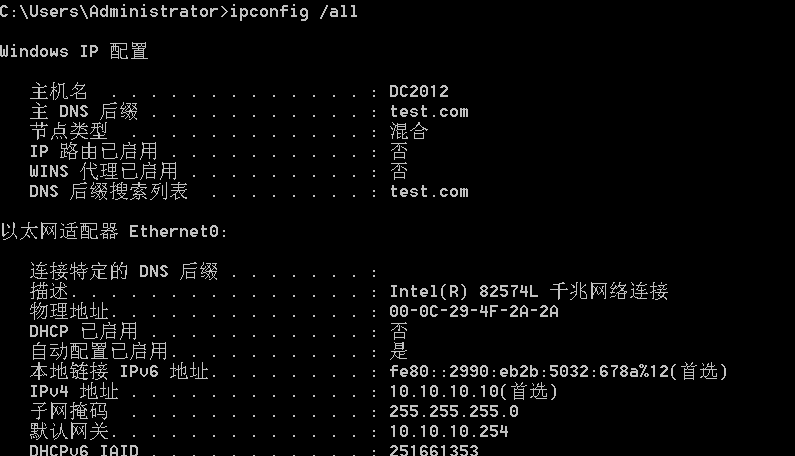 C:\Users\Administrator>ipconfig /all
Windows IP 配置
主机名 . . . . . . . . . . . . . : DC2012
主 DNS 后缀 . . . . . . . . . . . : test.com
节点类型 . . . . . . . . . . . . : 混合
IP 路由已启用 . . . . . . . . . . : 否
WINS 代理已启用 . . . . . . . . . : 否
DNS 后缀搜索列表 . . . . . . . . : test.com
以太网适配器 Ethernet0:
连接特定的 DNS 后缀 . . . . . . . :
描述. . . . . . . . . . . . . . . : Intel(R) 82574L 千兆网络连接
物理地址. . . . . . . . . . . . . : 00-0C-29-4F-2A-2A
DHCP 已启用 . . . . . . . . . . . : 否
自动配置已启用. . . . . . . . . . : 是
本地链接 IPv6 地址. . . . . . . . : fe80::2990:eb2b:5032:678a%12(首选)
IPv4 地址 . . . . . . . . . . . . : 10.10.10.10(首选)
子网掩码 . . . . . . . . . . . . : 255.255.255.0
默认网关. . . . . . . . . . . . . : 10.10.10.254
DHCPv6 IAID . . . . . . . . . . . : 251661353